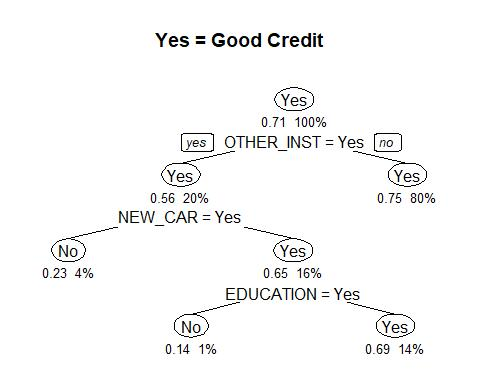 Yes = Good Credit
Yes
0.71 100%
yes OTHER_INST = Yes no
Yes Yes
0.56 20% 0.75 80%
NEW_CAR = Yes
No Yes
0.23 4% 0.65 16%
EDUCATION = Yes
No Yes
0.14 1% 0.69 14%